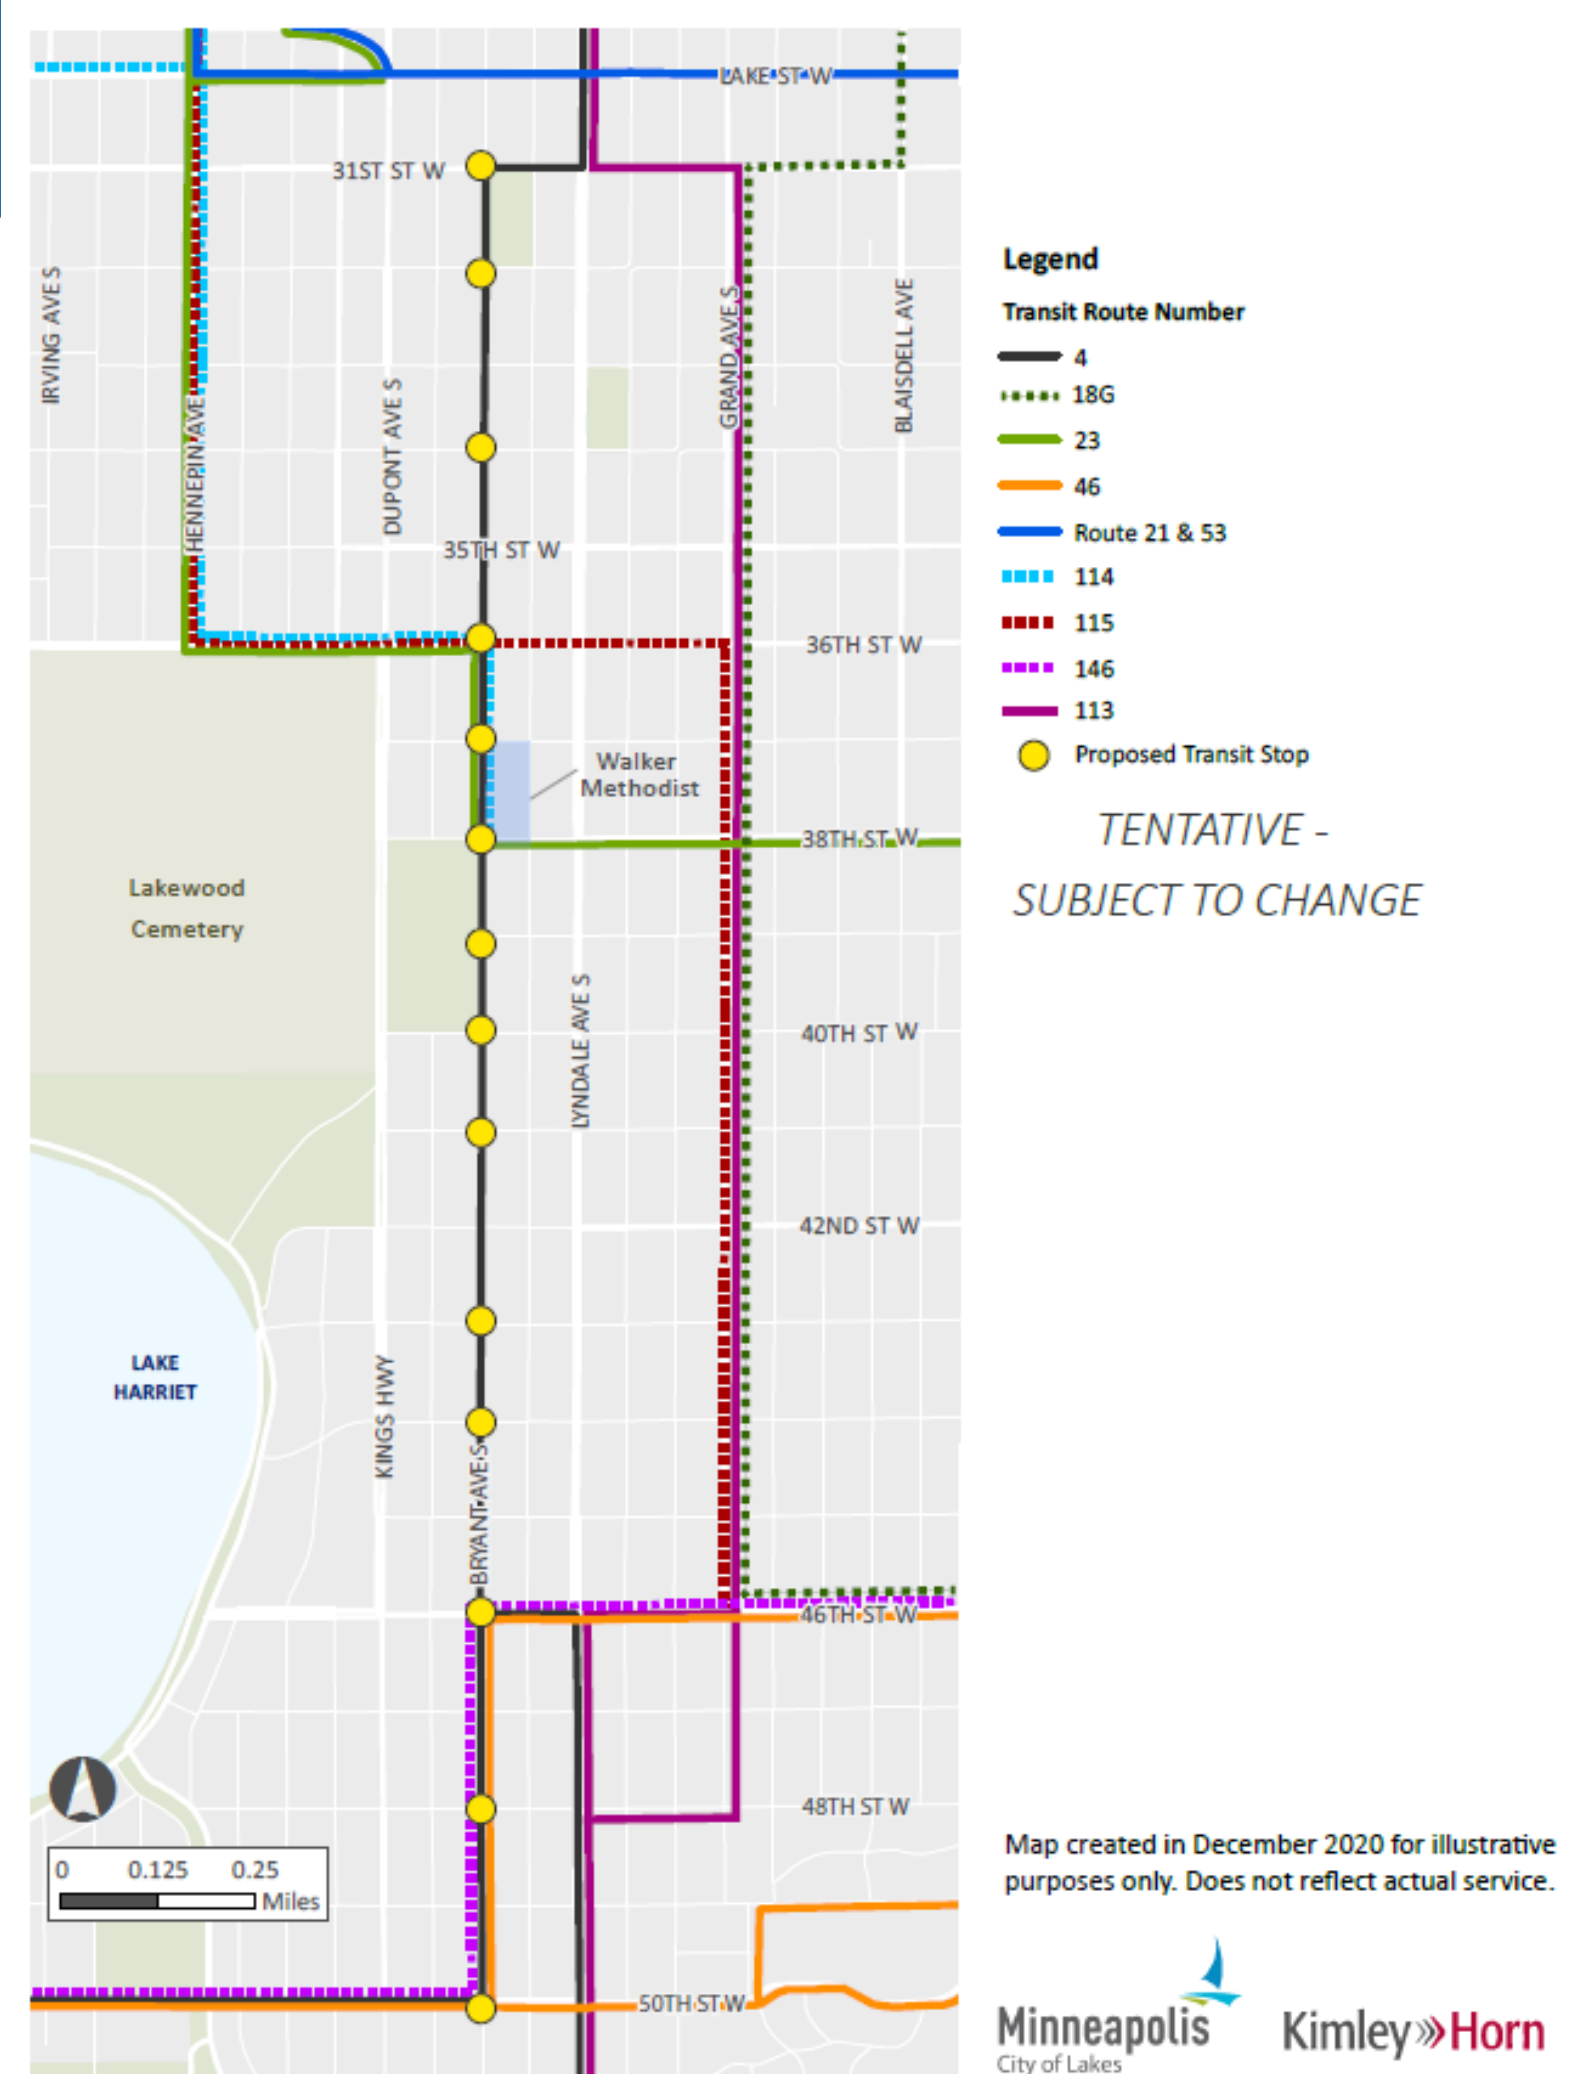 LAKE ST W
31ST ST W
IRVING AVE S
HENNEPIN AVE
DUPONT AVE S
GRAND AVE S
BLAISDELL AVE
35TH ST W
36TH ST W
Walker
Methodist
38TH ST W
Lakewood
Cemetery
LYNDALE AVE S
40TH ST W
42ND ST W
LAKE
HARRIET
KINGS HWY
BRYANT AVE S
46TH ST W
48TH ST W
0 0.125 0.25
Miles
50TH ST W
Legend
Transit Route Number
4
18G
23
46
Route 21 & 53
114
115
146
113
Proposed Transit Stop
TENTATIVE -
SUBJECT TO CHANGE
Map created in December 2020 for illustrative
purposes only. Does not reflect actual service.
Minneapolis
City of Lakes
Kimley»Horn